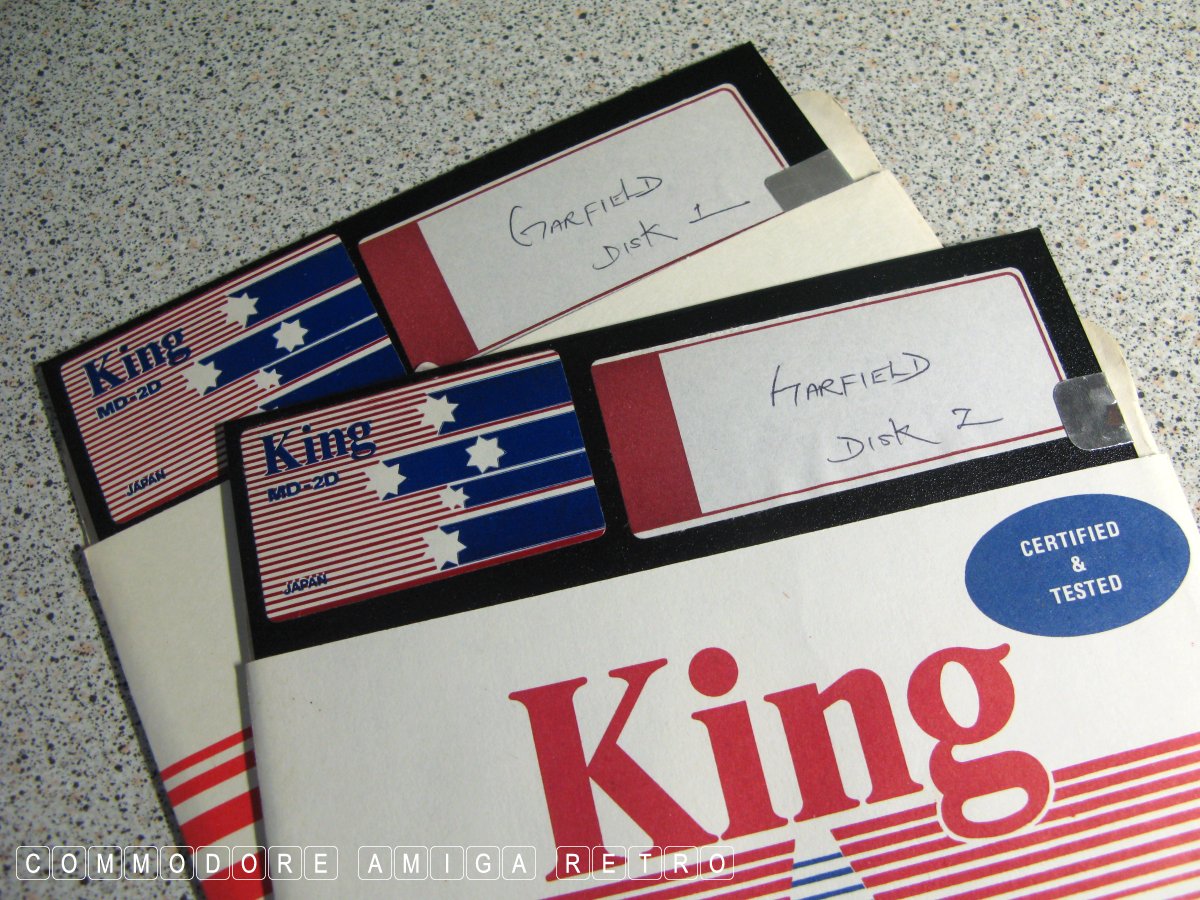 GARFIELD
DISK 1
King
MD-2D
JAPAN
GARFIELD
DISK 2
King
MD-2D
JAPAN
CERTIFIED
&
TESTED
King
COMMODORE AMIGA RETRO